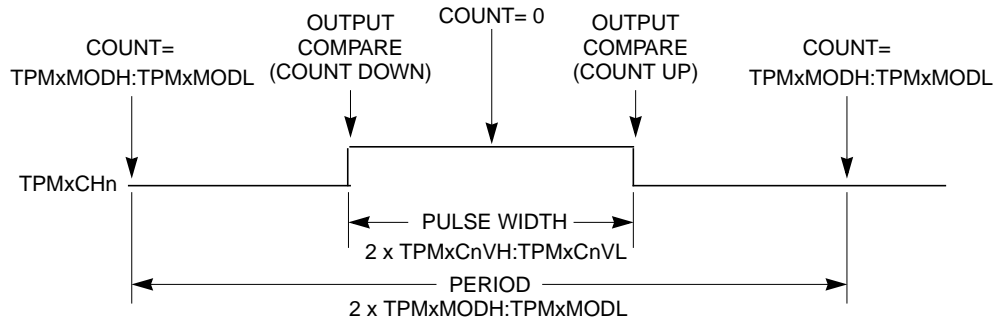 COUNT=
TPMxMODH:TPMxMODL
OUTPUT
COMPARE
(COUNT DOWN)
COUNT= 0
OUTPUT
COMPARE
(COUNT UP)
COUNT=
TPMxMODH:TPMxMODL
TPMxCHn
PULSE WIDTH
2 x TPMxCnVH:TPMxCnVL
PERIOD
2 x TPMxMODH:TPMxMODL